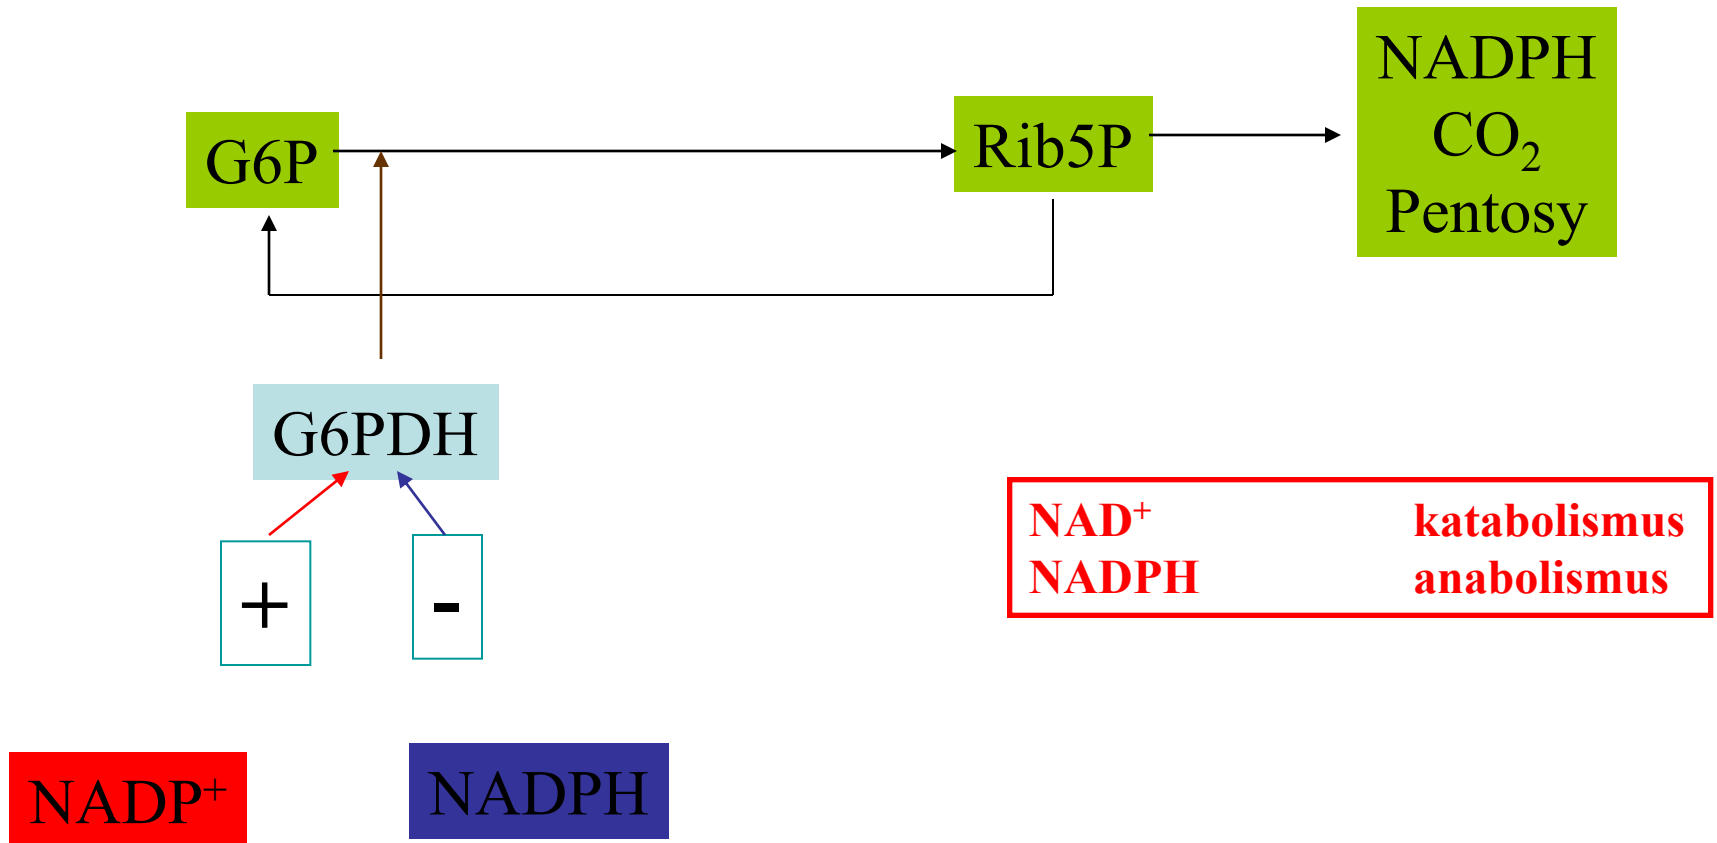 NADPH
CO₂
Pentosy
G6P
Rib5P
G6PDH
+
-
NAD⁺ katabolismus
NADPH anabolismus
NADP⁺
NADPH